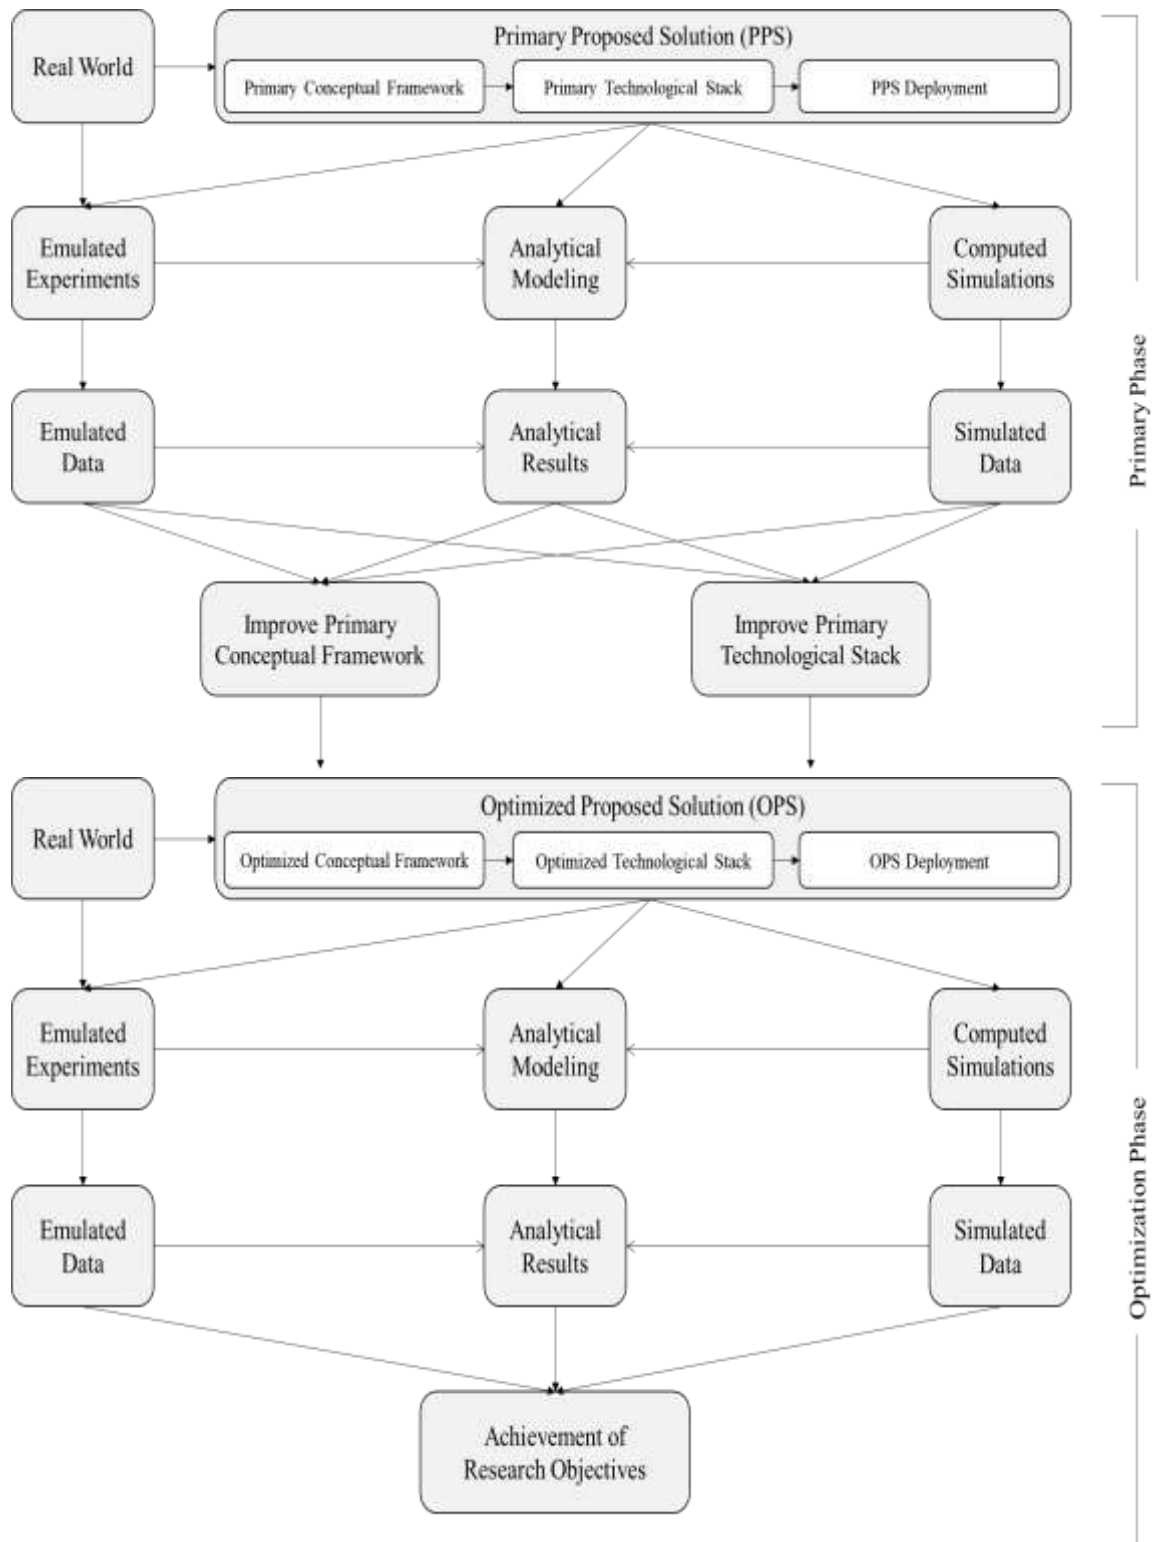 Real World
Primary Proposed Solution (PPS)
Primary Conceptual Framework
Primary Technological Stack
PPS Deployment
Emulated
Experiments
Analytical
Modeling
Computed
Simulations
Emulated
Data
Analytical
Results
Simulated
Data
Improve Primary
Conceptual Framework
Improve Primary
Technological Stack
Primary Phase
Real World
Optimized Proposed Solution (OPS)
Optimized Conceptual Framework
Optimized Technological Stack
OPS Deployment
Emulated
Experiments
Analytical
Modeling
Computed
Simulations
Emulated
Data
Analytical
Results
Simulated
Data
Achievement of
Research Objectives
Optimization Phase